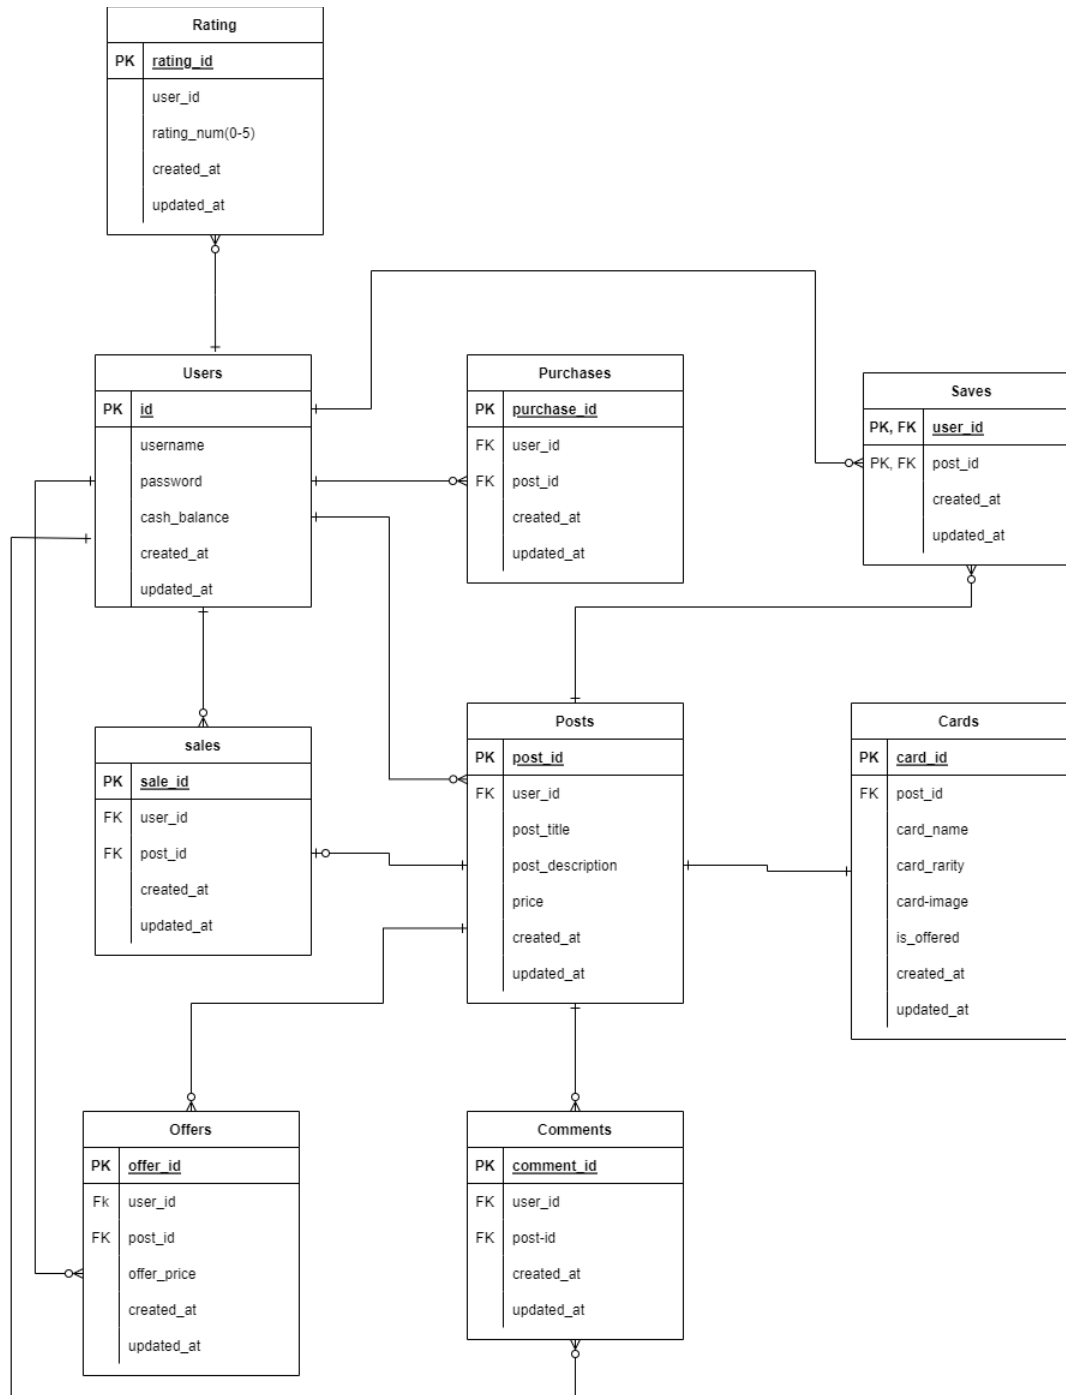 Rating
PK rating_id
user_id
rating_num(0-5)
created_at
updated_at
Users
PK id
username
password
cash_balance
created_at
updated_at
Purchases
PK purchase_id
FK user_id
FK post_id
created_at
updated_at
Saves
PK, FK user_id
PK, FK post_id
created_at
updated_at
sales
PK sale_id
FK user_id
FK post_id
created_at
updated_at
Posts
PK post_id
FK user_id
post_title
post_description
price
created_at
updated_at
Cards
PK card_id
FK post_id
card_name
card_rarity
card-image
is_offered
created_at
updated_at
Offers
PK offer_id
Fk user_id
FK post_id
offer_price
created_at
updated_at
Comments
PK comment_id
FK user_id
FK post-id
created_at
updated_at